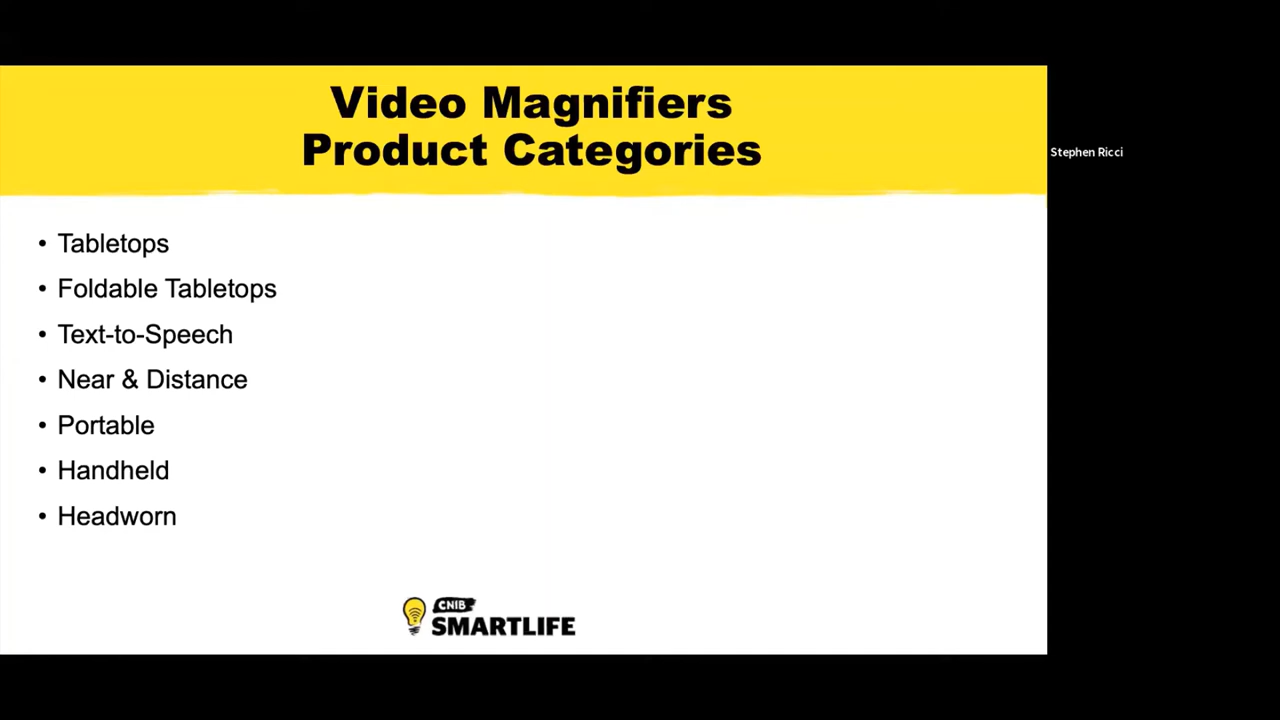 Video Magnifiers
Product Categories
Stephen Ricci
• Tabletops
• Foldable Tabletops
• Text-to-Speech
• Near & Distance
• Portable
• Handheld
• Headworn
CNIB
SMARTLIFE